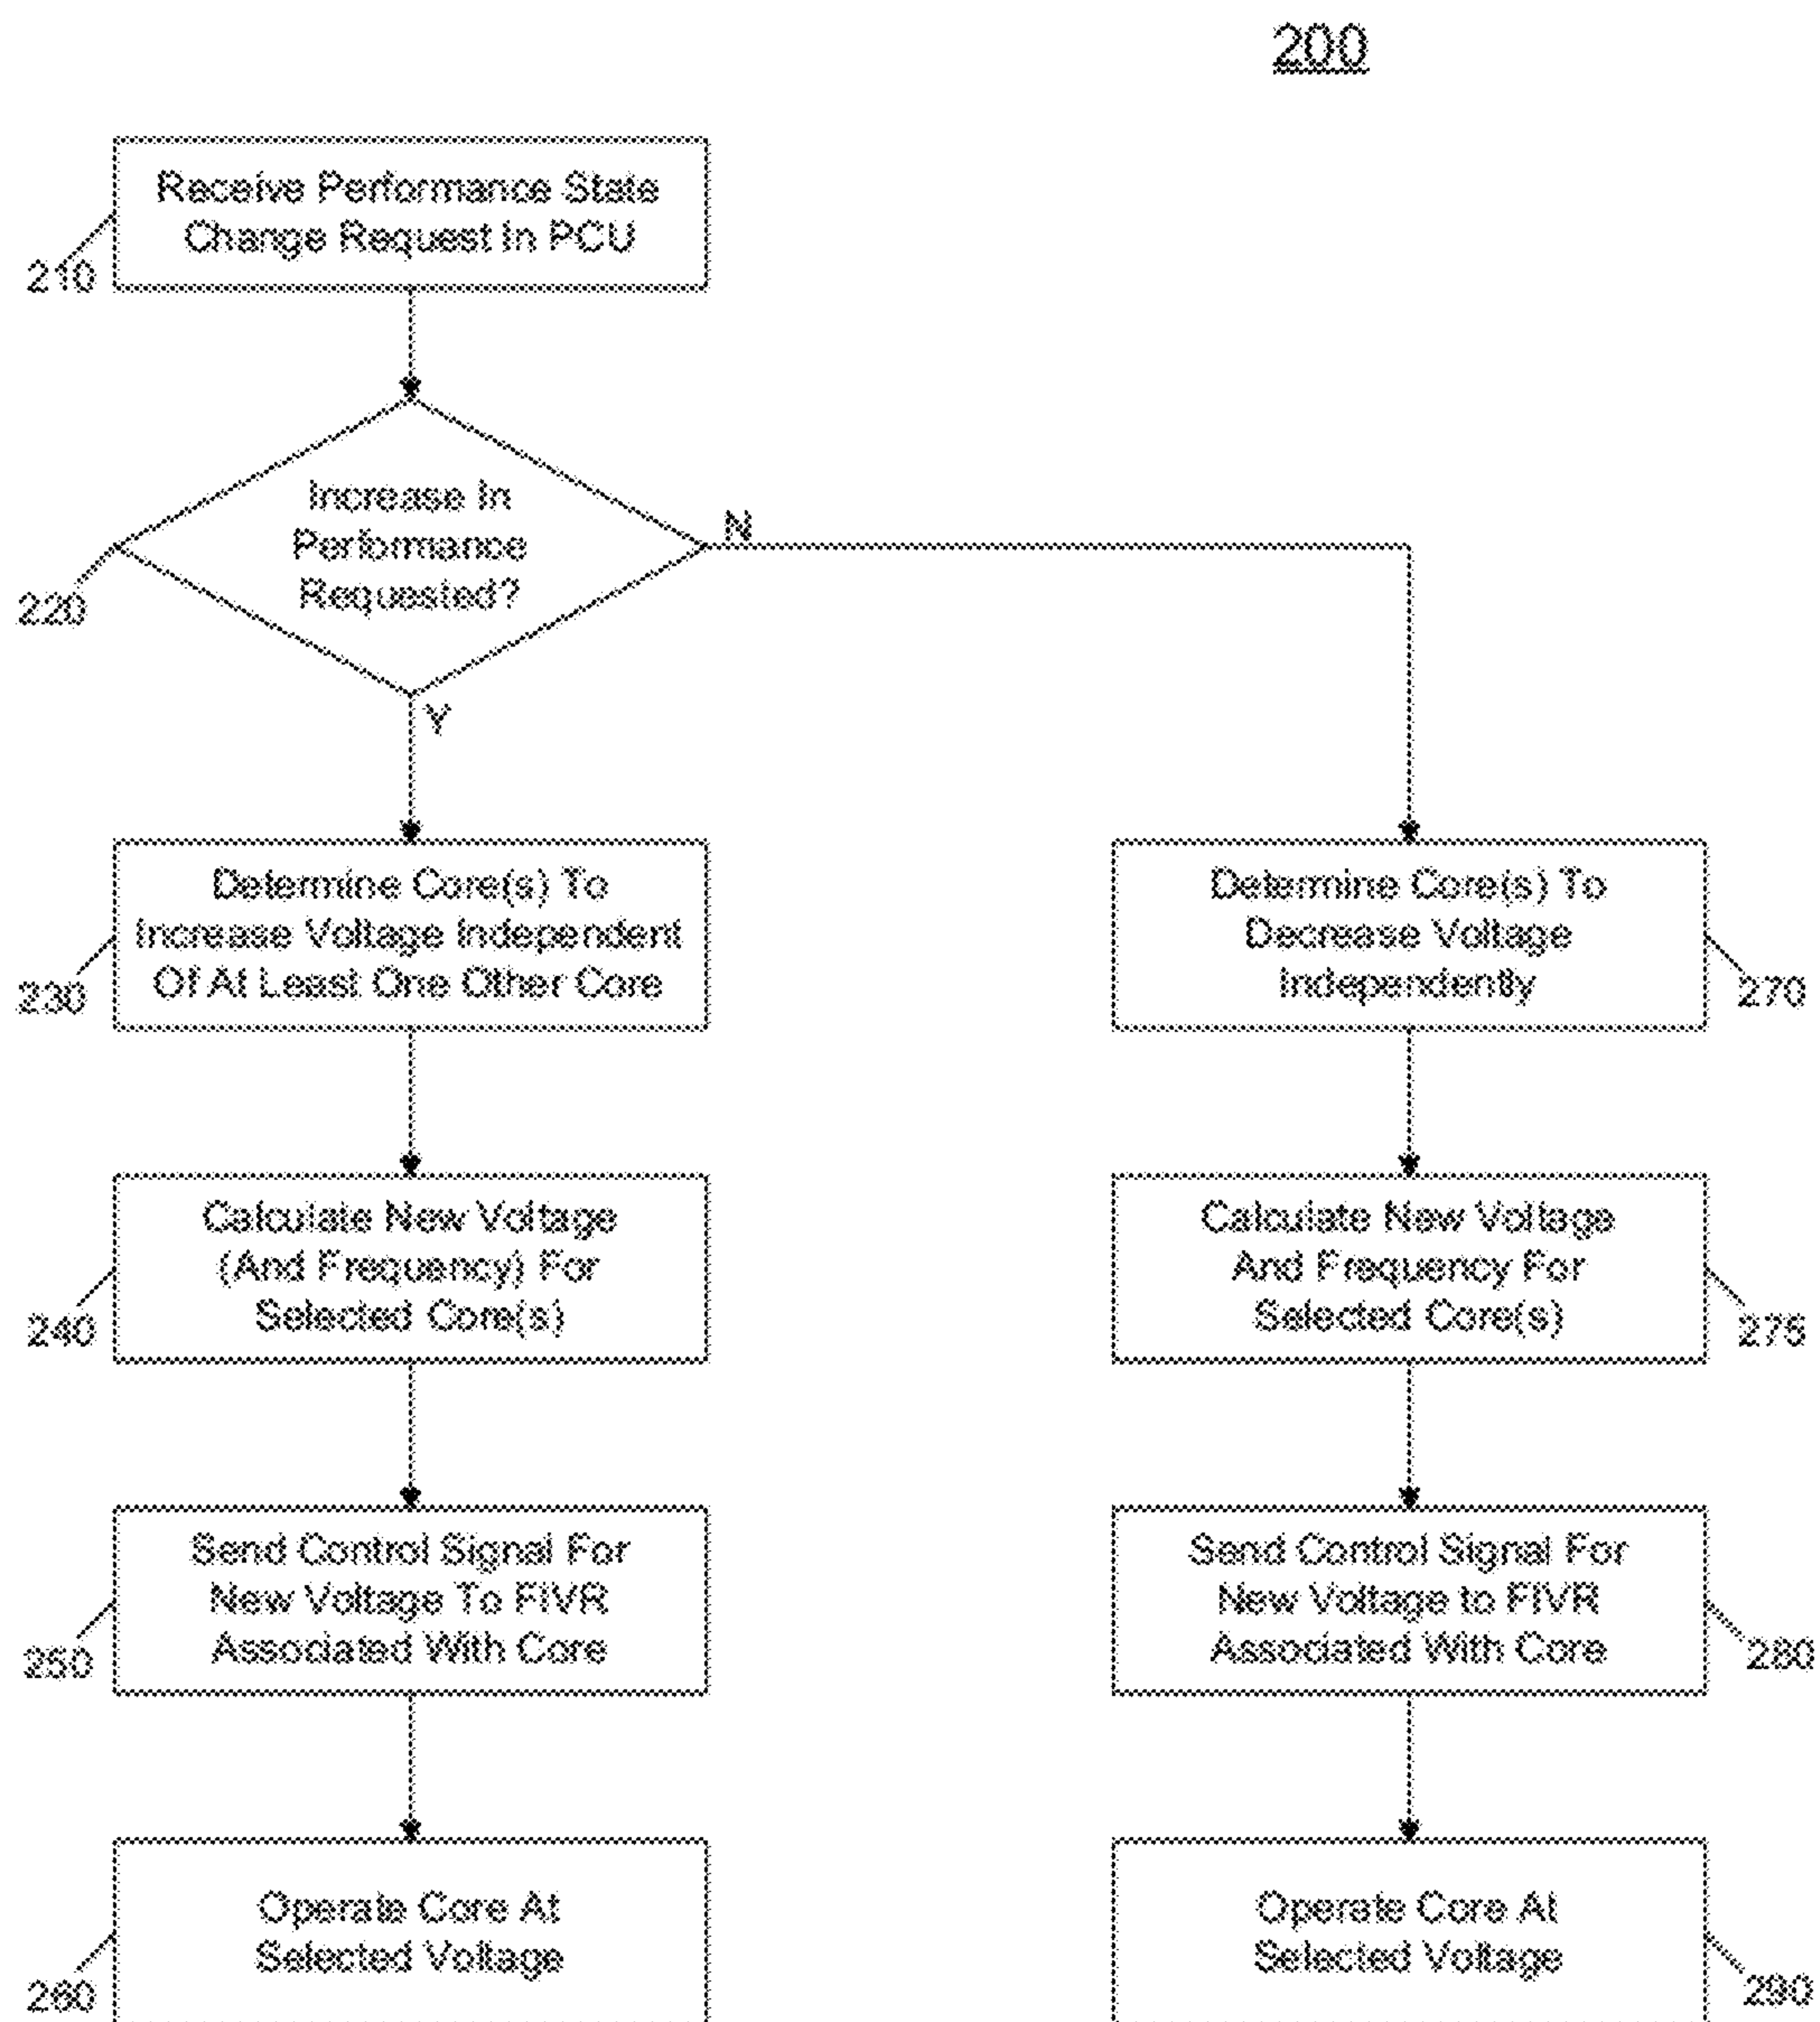 200
Receive Performance State
Change Request In PCU
210
Increase In
Performance
Requested?
220
N
Y
Determine Core(s) To
Increase Voltage Independent
Of At Least One Other Core
230
Determine Core(s) To
Decrease Voltage
Independently
270
Calculate New Voltage
(And Frequency) For
Selected Core(s)
240
Calculate New Voltage
And Frequency For
Selected Core(s)
275
Send Control Signal For
New Voltage To FIVR
Associated With Core
250
Send Control Signal For
New Voltage to FIVR
Associated With Core
280
Operate Core At
Selected Voltage
260
Operate Core At
Selected Voltage
290